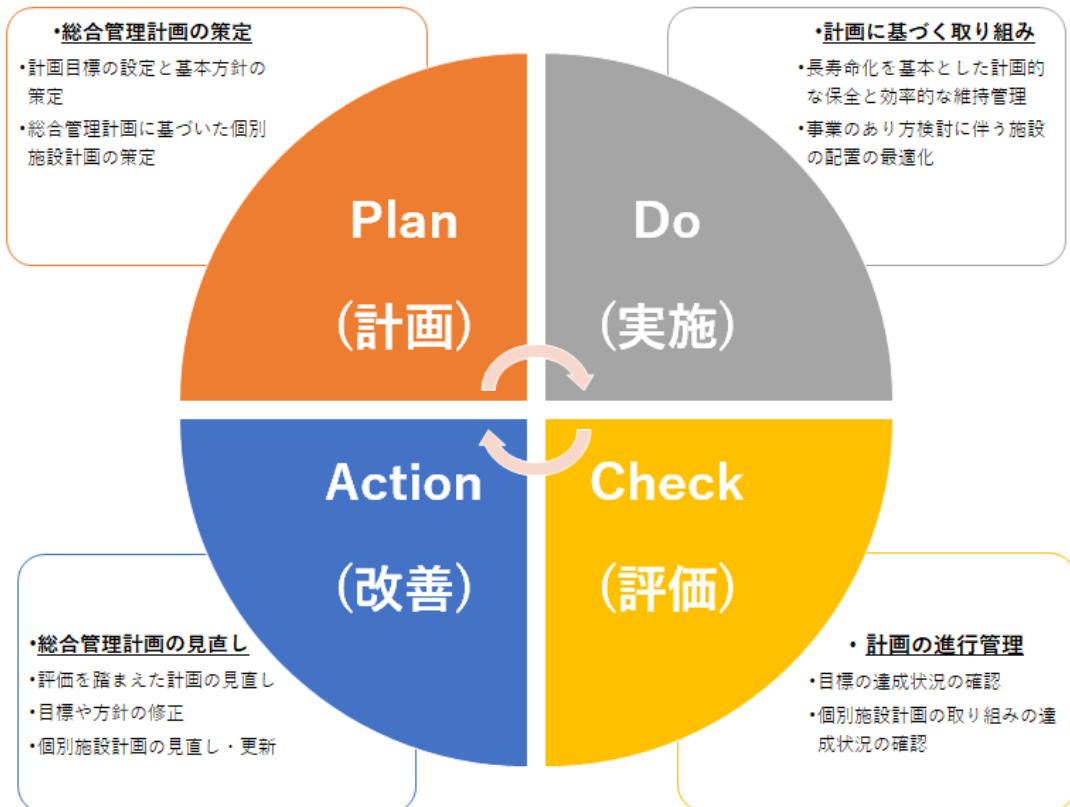 ・総合管理計画の策定
・計画目標の設定と基本方針の
策定
・総合管理計画に基づいた個別
施設計画の策定
・計画に基づく取り組み
・長寿命化を基本とした計画的
な保全と効率的な維持管理
・事業のあり方検討に伴う施設
の配置の最適化
Plan
(計画)
Do
(実施)
Action
(改善)
Check
(評価)
・総合管理計画の見直し
・評価を踏まえた計画の見直し
・目標や方針の修正
・個別施設計画の見直し・更新
・計画の進行管理
・目標の達成状況の確認
・個別施設計画の取り組みの達
成状況の確認